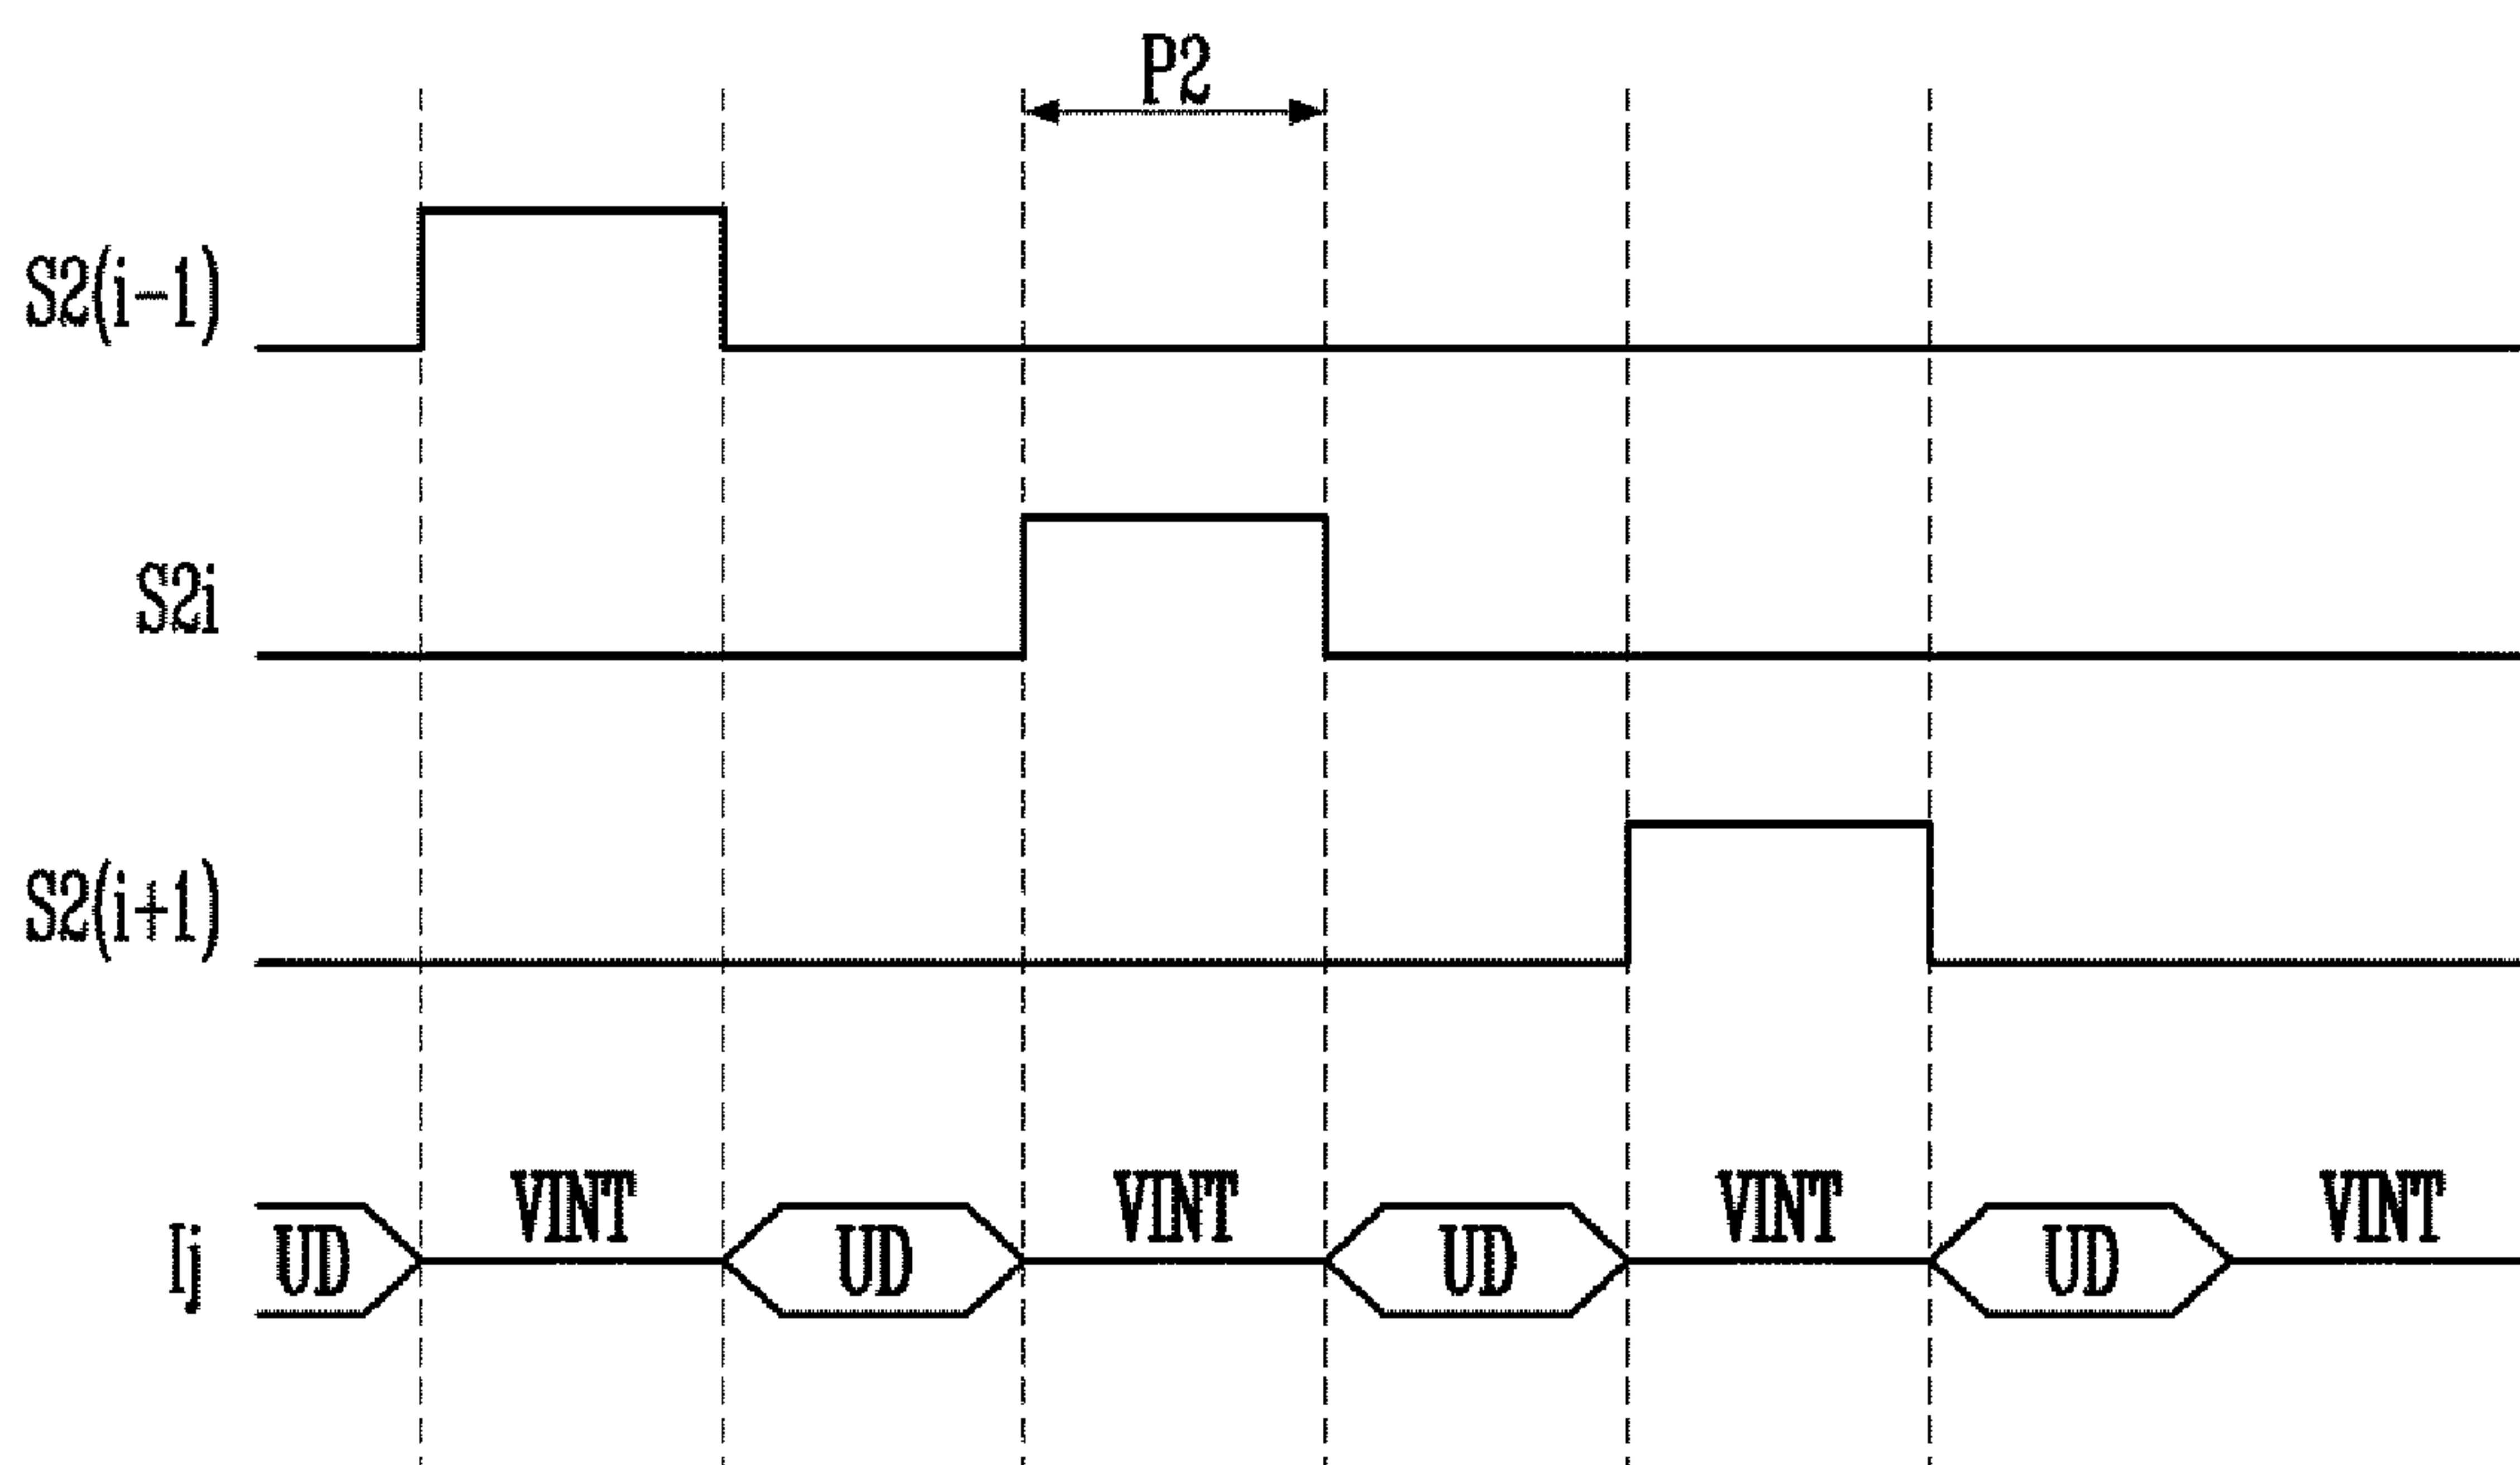 P2
S2(i-1)
S2i
S2(i+1)
VINT VINT VINT VINT
Ij UD UD UD UD